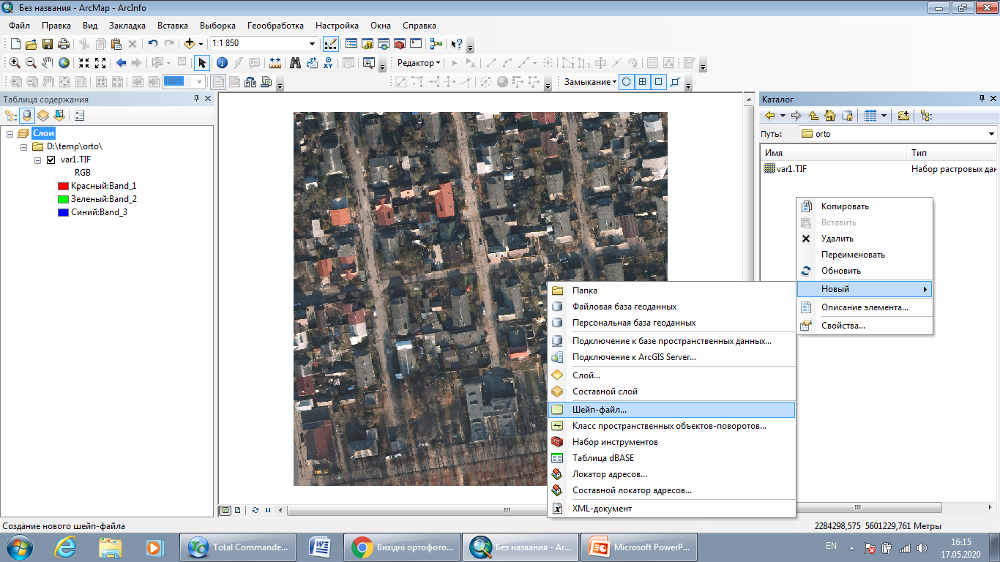 Без названия - ArcMap - ArcInfo
Файл Правка Вид Закладка Вставка Выборка Геообработка Настройка Окна Справка
1:1 850
Редактор
100%
Замыкание
Таблица содержания
Слои
D:\temp\orto\
var1.TIF
RGB
Красный:Band_1
Зеленый:Band_2
Синий:Band_3
Каталог
Путь: orto
Имя Тип
var1.TIF Набор растровых дан
Копировать
Вставить
Удалить
Переименовать
Обновить
Новый
Описание элемента...
Свойства...
Папка
Файловая база геоданных
Персональная база геоданных
Подключение к базе пространственных данных...
Подключение к ArcGIS Server...
Слой...
Составной слой
Шейп-файл...
Класс пространственных объектов-поворотов...
Набор инструментов
Таблица dBASE
Локатор адресов...
Составной локатор адресов...
XML-документ
Создание нового шейп-файла
2284298,575 5601229,761 Метры
Total Commande...
Вихідні ортофото...
Без названия - Ar...
Microsoft PowerP...
EN
16:15
17.05.2020